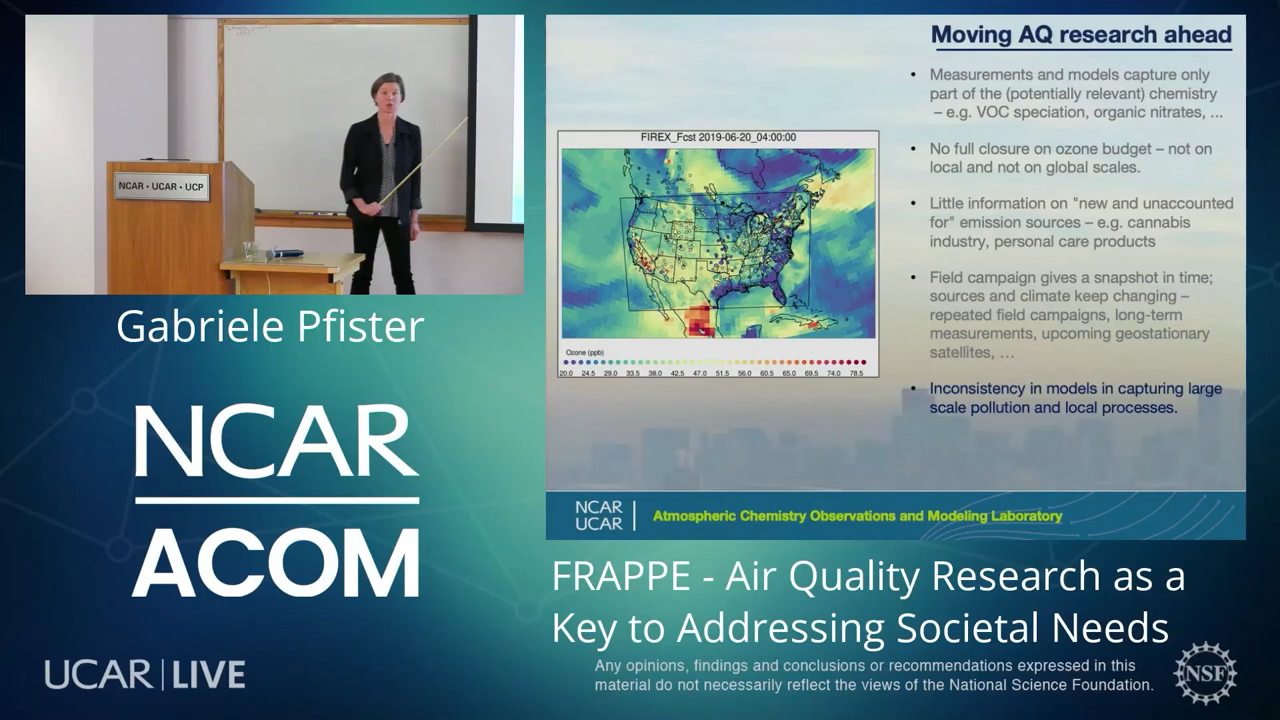 NCAR • UCAR • UCP
Gabriele Pfister
NCAR
ACOM
UCAR | LIVE
Moving AQ research ahead
• Measurements and models capture only
part of the (potentially relevant) chemistry
– e.g. VOC speciation, organic nitrates, ...
• No full closure on ozone budget – not on
local and not on global scales.
• Little information on "new and unaccounted
for" emission sources – e.g. cannabis
industry, personal care products
• Field campaign gives a snapshot in time;
sources and climate keep changing –
repeated field campaigns, long-term
measurements, upcoming geostationary
satellites, …
• Inconsistency in models in capturing large
scale pollution and local processes.
FIREX_Fcst 2019-06-20_04:00:00
Ozone (ppb)
20.0 24.5 29.0 33.5 38.0 42.5 47.0 51.5 56.0 60.5 65.0 69.5 74.0 78.5
NCAR
UCAR
Atmospheric Chemistry Observations and Modeling Laboratory
FRAPPE - Air Quality Research as a
Key to Addressing Societal Needs
Any opinions, findings and conclusions or recommendations expressed in this
material do not necessarily reflect the views of the National Science Foundation.
NSF